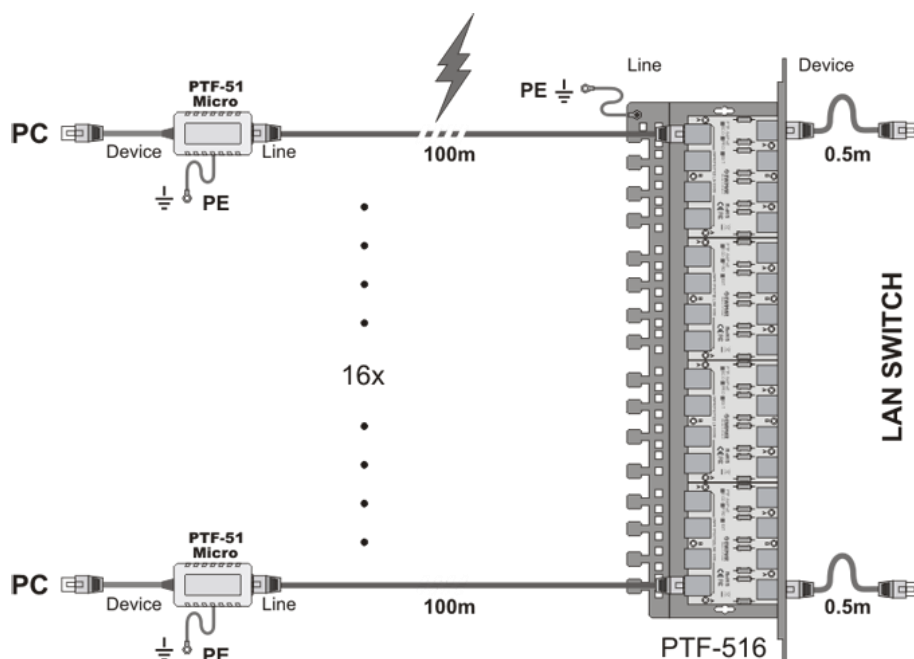 Line
Device
PTF-51
Micro
PE
PC
Device
Line
100m
0.5m
PE
16x
LAN SWITCH
PTF-51
Micro
PC
Device
Line
100m
0.5m
PE
PTF-516